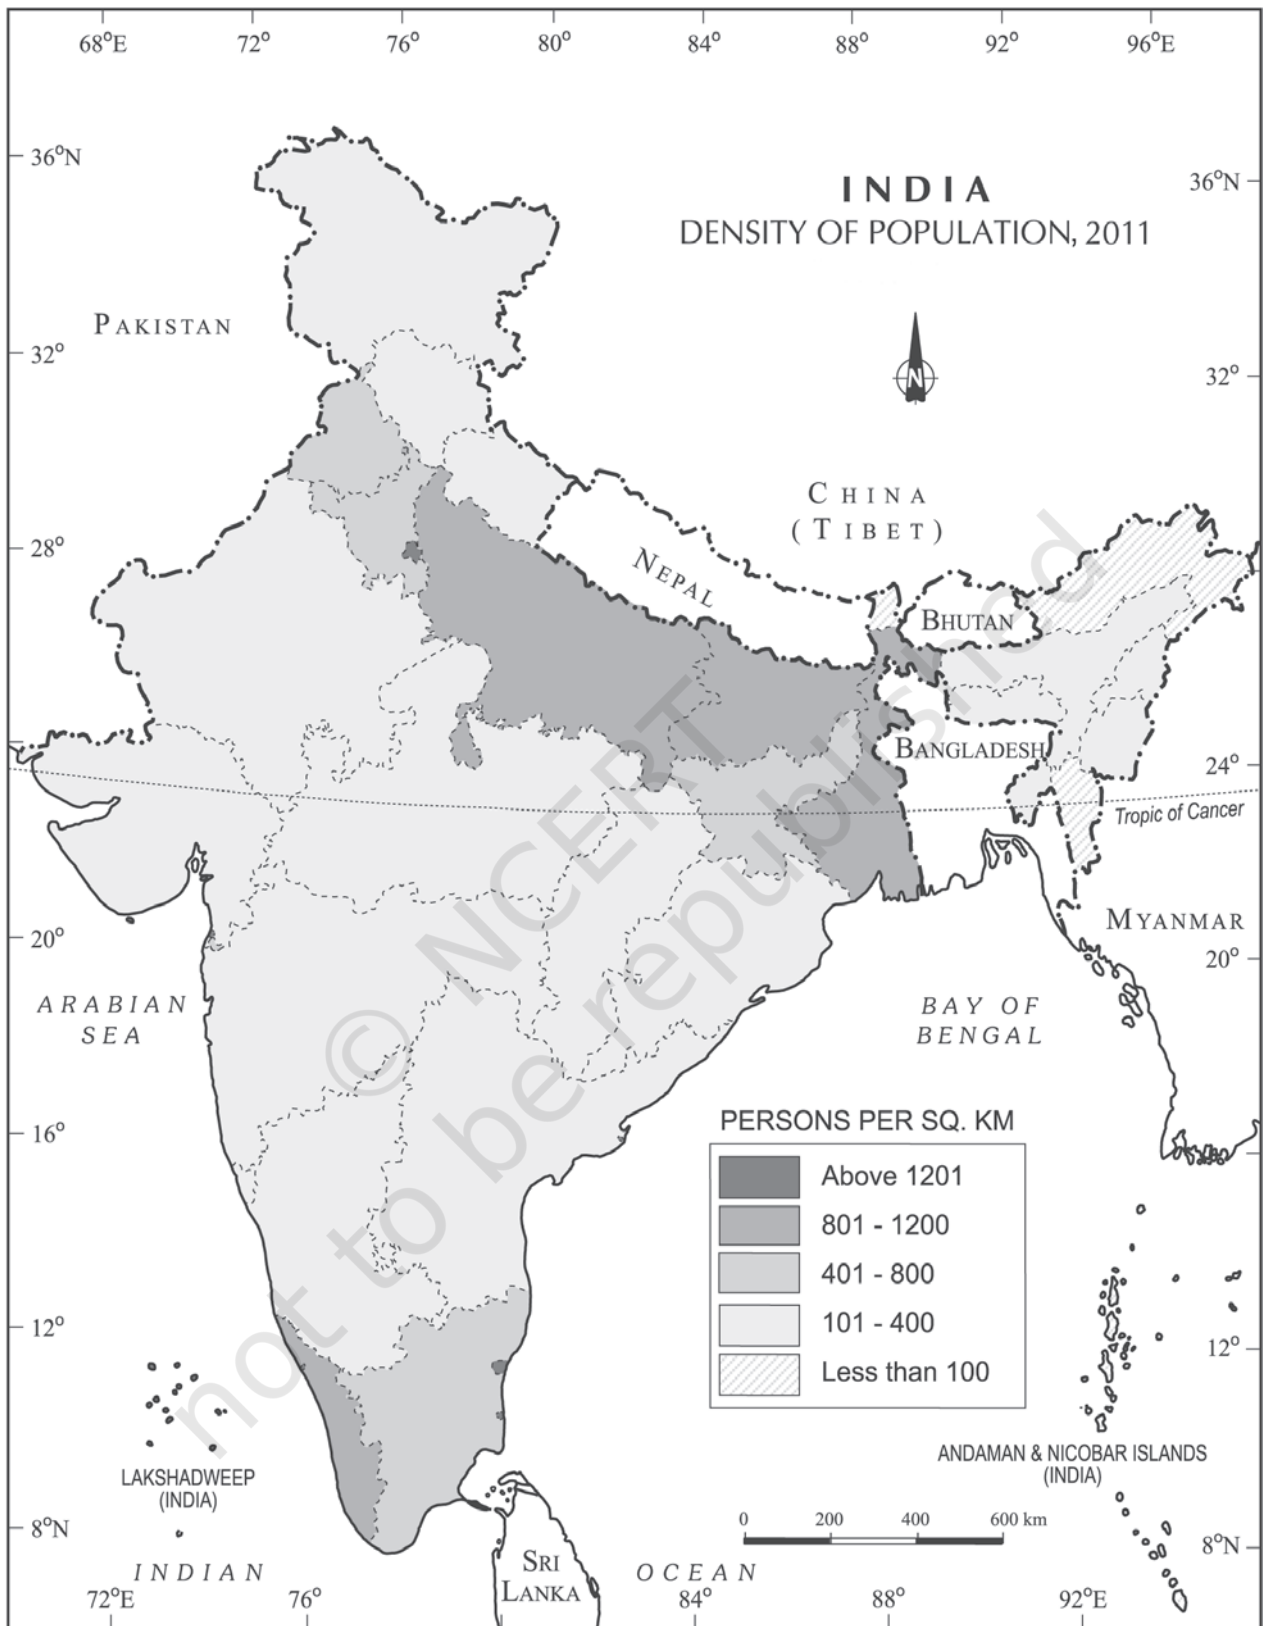 68°E 72° 76° 80° 84° 88° 92° 96°E
36°N
INDIA
36°N
DENSITY OF POPULATION, 2011
PAKISTAN
32°
N
32°
CHINA
(TIBET)
28°
NEPAL
BHUTAN
BANGLADESH
24°
Tropic of Cancer
MYANMAR
20°
20°
ARABIAN
SEA
BAY OF
BENGAL
© NCERT
not to be republished
PERSONS PER SQ. KM
16°
Above 1201
801 - 1200
401 - 800
101 - 400
Less than 100
12°
12°
LAKSHADWEEP
(INDIA)
ANDAMAN & NICOBAR ISLANDS
(INDIA)
0 200 400 600 km
8°N
8°N
INDIAN
OCEAN
SRI
LANKA
72°E 76° 84° 88° 92°E